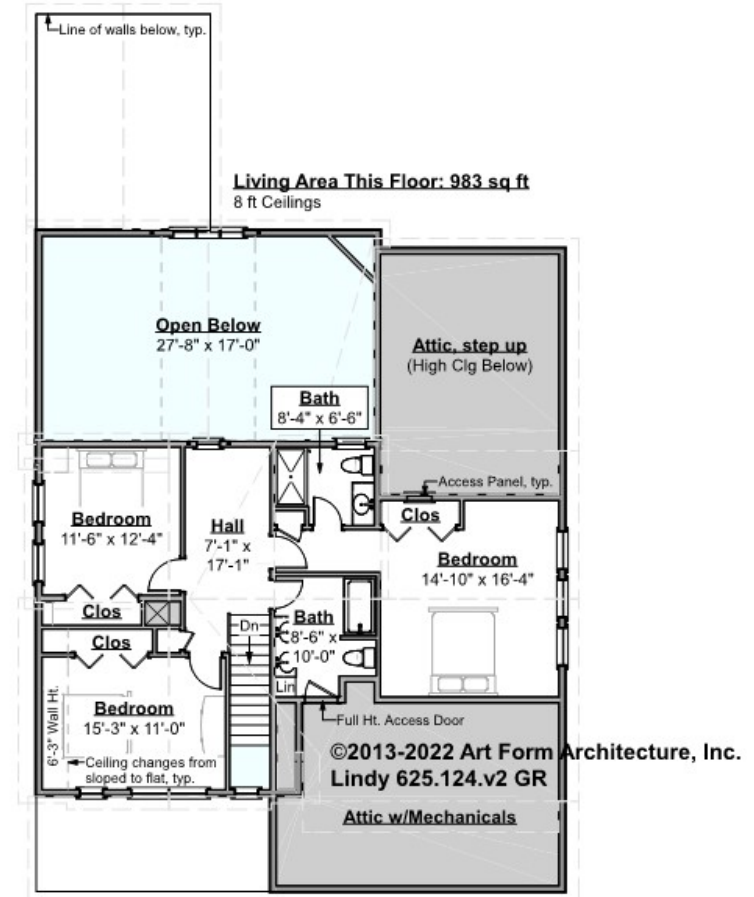 Line of walls below, typ.
Living Area This Floor: 983 sq ft
8 ft Ceilings
Open Below
27'-8" x 17'-0"
Attic, step up
(High Clg Below)
Bath
8'-4" x 6'-6"
Access Panel, typ.
Clos
Bedroom
11'-6" x 12'-4"
Hall
7'-1" x
17'-1"
Bedroom
14'-10" x 16'-4"
Clos
Clos
Dn
Bath
8'-6" x
10'-0"
Lin
Bedroom
15'-3" x 11'-0"
6'-3" Wall Ht.
Ceiling changes from
sloped to flat, typ.
Full Ht. Access Door
©2013-2022 Art Form Architecture, Inc.
Lindy 625.124.v2 GR
Attic w/Mechanicals